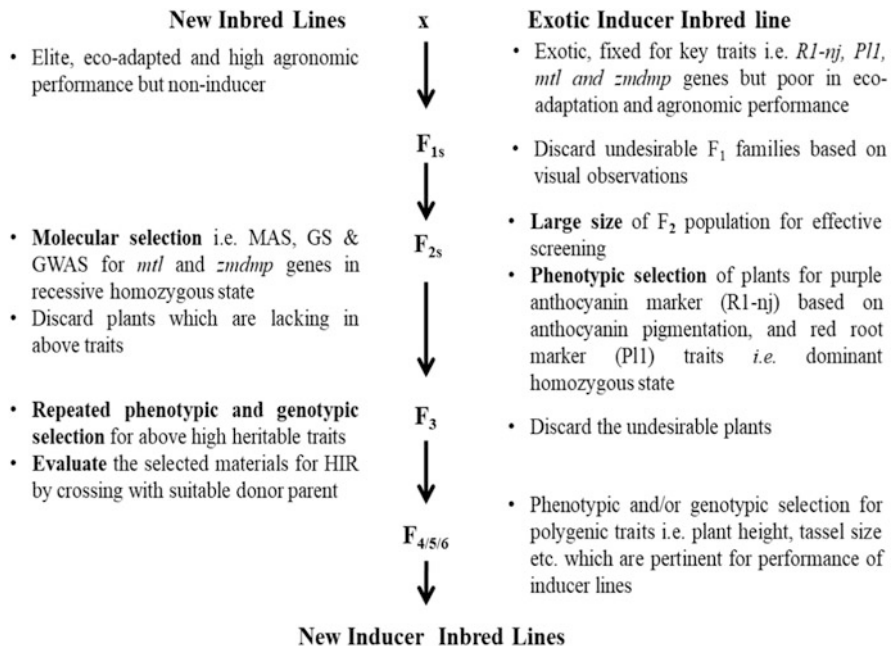 New Inbred Lines
x
Exotic Inducer Inbred line
• Elite, eco-adapted and high agronomic
performance but non-inducer
• Exotic, fixed for key traits i.e. R1-nj, Pl1,
mtl and zmdmp genes but poor in eco-
adaptation and agronomic performance
F1s
• Discard undesirable F1 families based on
visual observations
• Molecular selection i.e. MAS, GS &
GWAS for mtl and zmdmp genes in
recessive homozygous state
• Discard plants which are lacking in
above traits
F2s
• Large size of F2 population for effective
screening
• Phenotypic selection of plants for purple
anthocyanin marker (R1-nj) based on
anthocyanin pigmentation, and red root
marker (Pl1) traits i.e. dominant
homozygous state
• Repeated phenotypic and genotypic
selection for above high heritable traits
• Evaluate the selected materials for HIR
by crossing with suitable donor parent
F3
• Discard the undesirable plants
F4/5/6
• Phenotypic and/or genotypic selection for
polygenic traits i.e. plant height, tassel size
etc. which are pertinent for performance of
inducer lines
New Inducer Inbred Lines